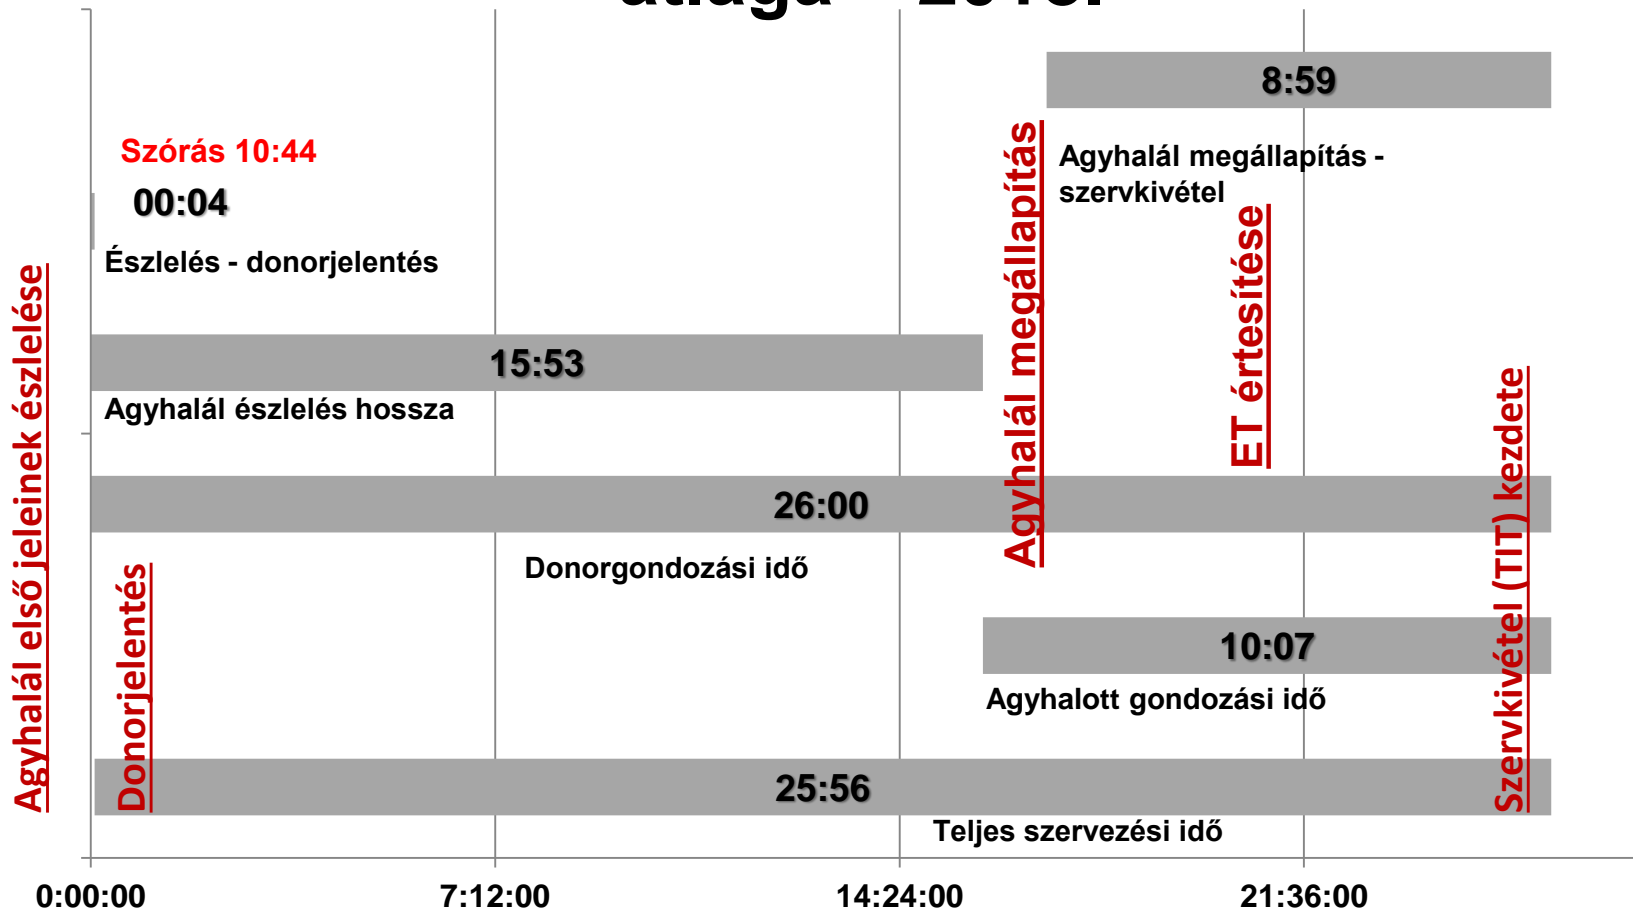 8:59
Agyhalál megállapítás -
szervkivétel
Szórás 10:44
00:04
Észlelés - donorjelentés
15:53
Agyhalál észlelés hossza
26:00
Donorgondozási idő
10:07
Agyhalott gondozási idő
25:56
Teljes szervezési idő
Agyhalál első jeleinek észlelése
Donorjelentés
Agyhalál megállapítás
ET értesítése
Szervkivétel (TIT) kezdete
0:00:00
7:12:00
14:24:00
21:36:00